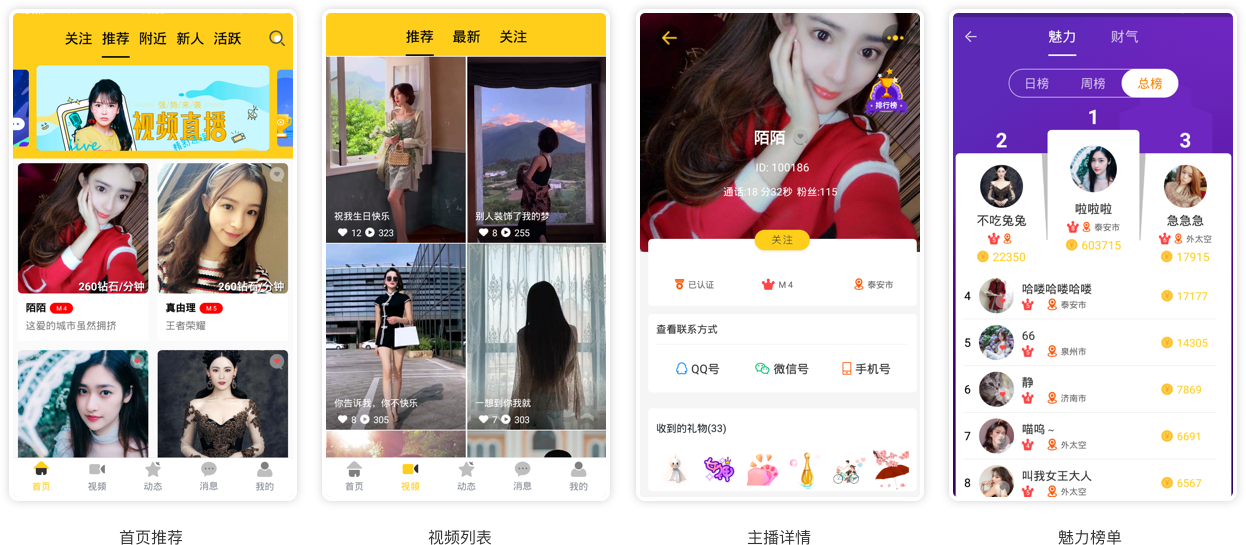 关注 推荐 附近 新人 活跃
强势来袭
视频直播
live
260钻石/分钟
260钻石/分钟
陌陌 M 4
真由理 M 5
这爱的城市虽然拥挤
王者荣耀
首页 视频 动态 消息 我的
首页推荐
推荐 最新 关注
祝我生日快乐
12 323
别人装饰了我的梦
8 255
你告诉我，你不快乐
8 305
一想到你我就
7 303
首页 视频 动态 消息 我的
视频列表
排行榜
陌陌
ID: 100186
通话:18 分32秒 粉丝:115
关注
已认证 M 4 泰安市
查看联系方式
QQ号 微信号 手机号
收到的礼物(33)
女神
主播详情
魅力 财气
日榜 周榜 总榜
1
2
3
不吃兔兔
22350
啦啦啦
泰安市
603715
急急急
外太空
17915
4 哈喽哈喽哈喽 17177
泰安市
5 66 14305
泉州市
6 静 7869
济南市
7 喵呜 ~ 6691
外太空
8 叫我女王大人 6567
外太空
魅力榜单